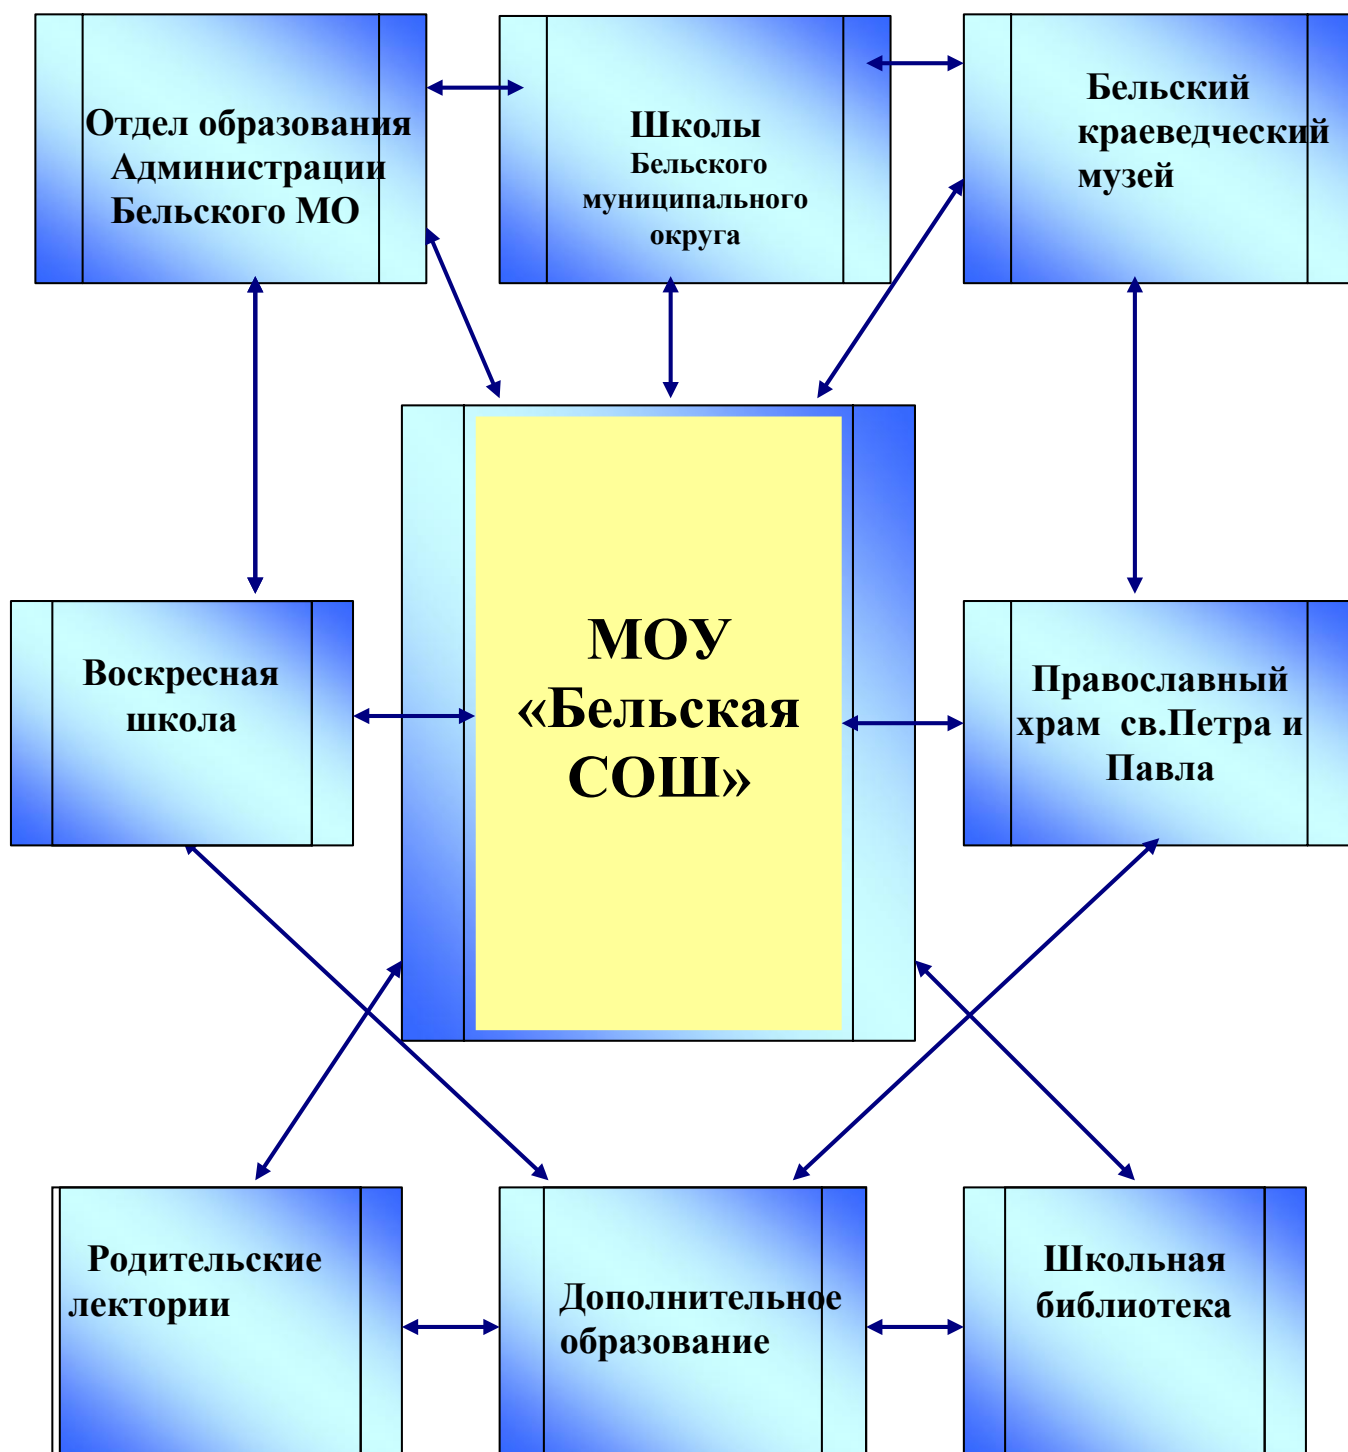 Отдел образования
Администрации
Бельского МО
Школы
Бельского
муниципального
округа
Бельский
краеведческий
музей
МОУ
«Бельская
СОШ»
Воскресная
школа
Православный
храм св.Петра и
Павла
Родительские
лектории
Дополнительное
образование
Школьная
библиотека